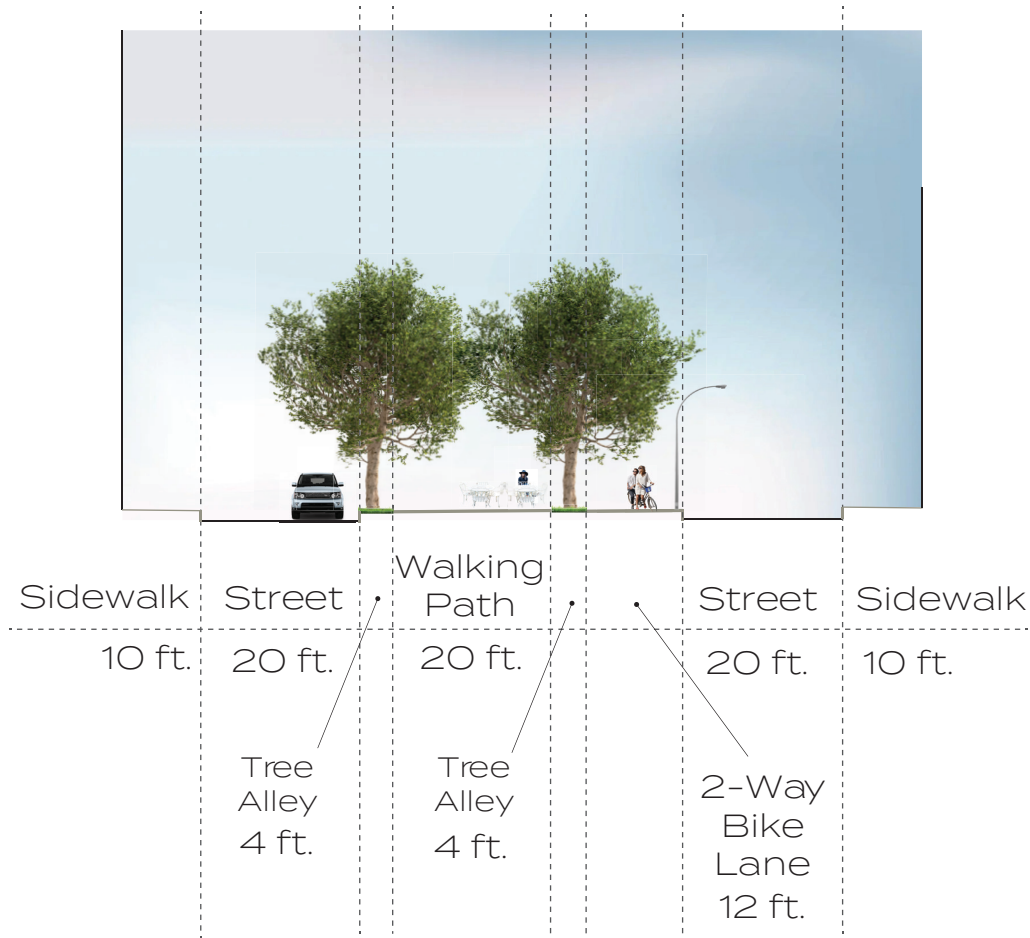 Sidewalk
Street
Walking
Path
Street
Sidewalk
10 ft.
20 ft.
20 ft.
20 ft.
10 ft.
Tree
Alley
4 ft.
Tree
Alley
4 ft.
2-Way
Bike
Lane
12 ft.